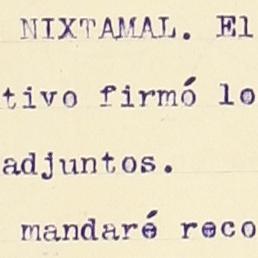 NIXTAMAL. El
tivo firmó lo
adjuntos.
mandaré reco